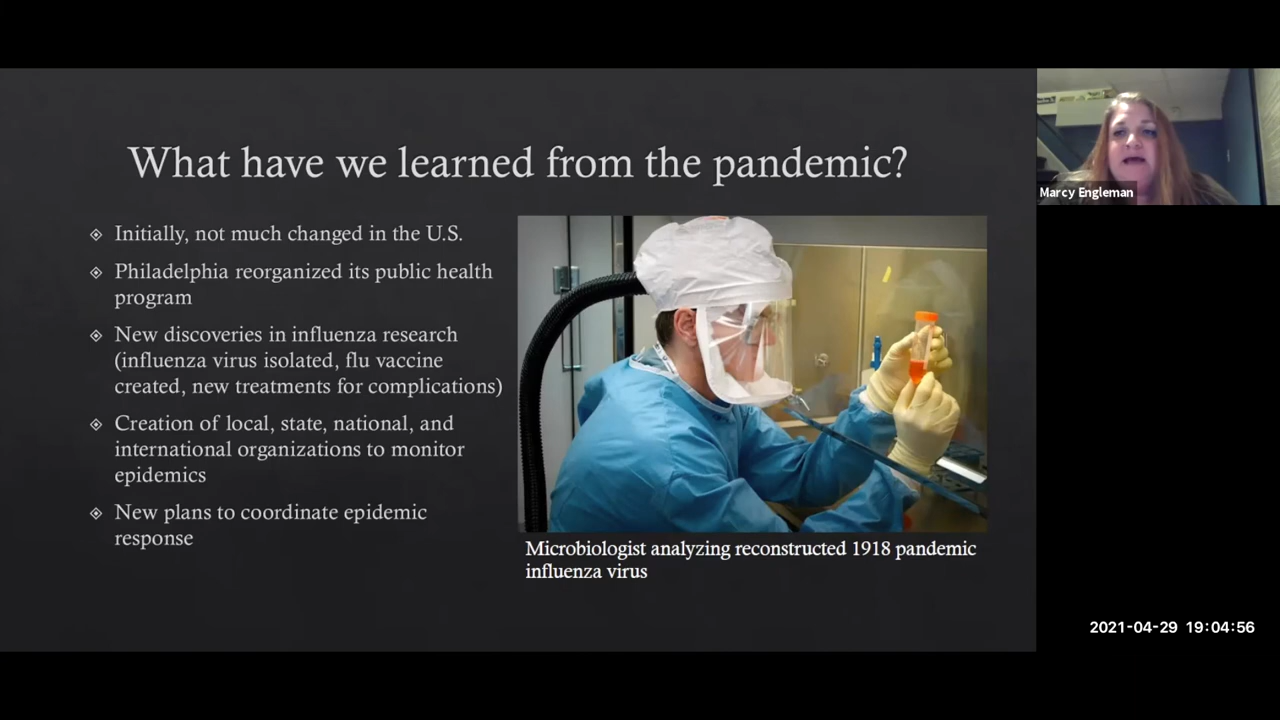 What have we learned from the pandemic?
Initially, not much changed in the U.S.
Philadelphia reorganized its public health
program
New discoveries in influenza research
(influenza virus isolated, flu vaccine
created, new treatments for complications)
Creation of local, state, national, and
international organizations to monitor
epidemics
New plans to coordinate epidemic
response
Microbiologist analyzing reconstructed 1918 pandemic
influenza virus
Marcy Engleman
2021-04-29 19:04:56